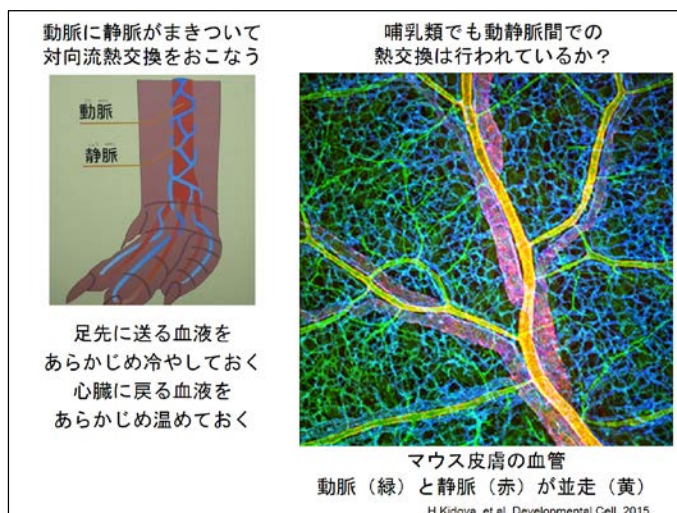 動脈に静脈がまきついて
対向流熱交換をおこなう
動脈
静脈
足先に送る血液を
あらかじめ冷やしておく
心臓に戻る血液を
あらかじめ温めておく
哺乳類でも動静脈間での
熱交換は行われているか？
マウス皮膚の血管
動脈（緑）と静脈（赤）が並走（黄）
H Kidoya, et al. Developmental Cell, 2015